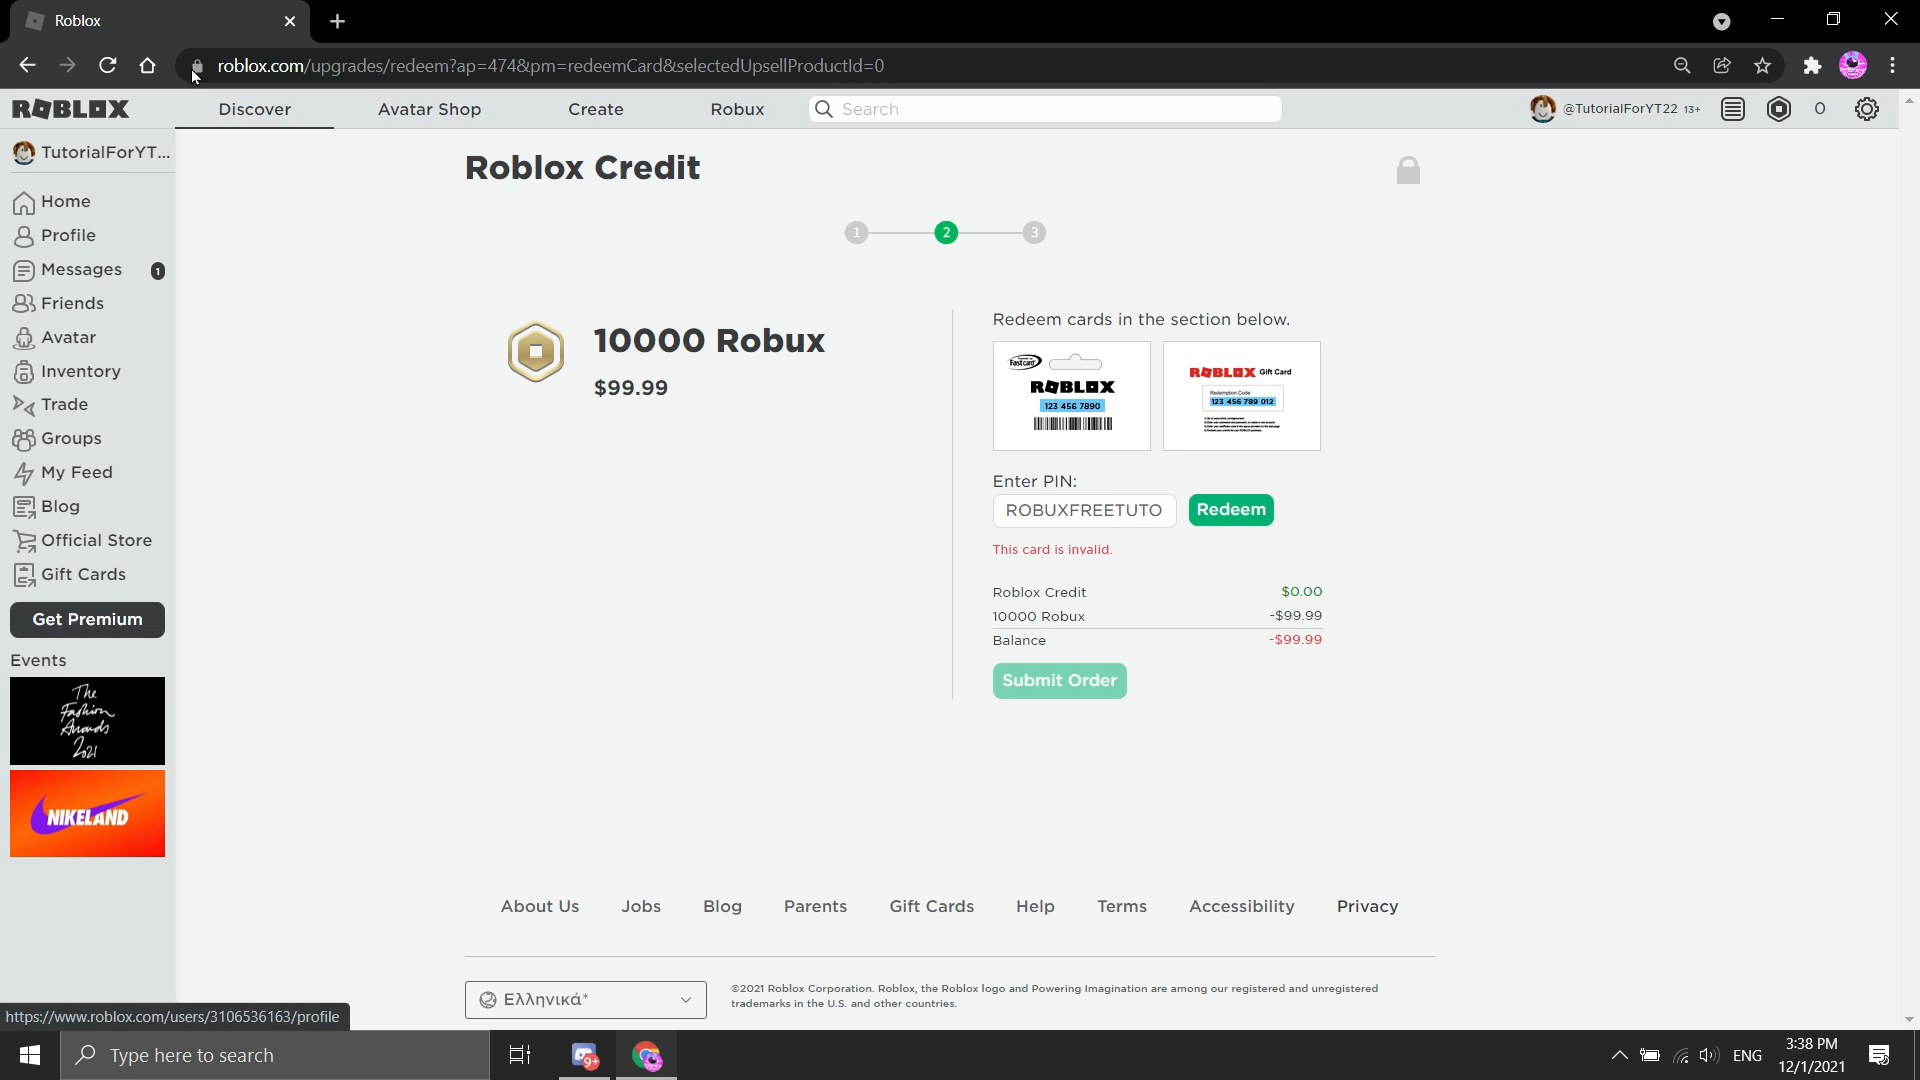 Roblox
roblox.com/upgrades/redeem?ap=474&pm=redeemCard&selectedUpsellProductId=0
ROBLOX
Discover
Avatar Shop
Create
Robux
Search
@TutorialForYT22 13+
0
TutorialForYT...
Home
Profile
Messages 1
Friends
Avatar
Inventory
Trade
Groups
My Feed
Blog
Official Store
Gift Cards
Get Premium
Events
The
Fashion
Awards
2021
NIKELAND
Roblox Credit
1 2 3
10000 Robux
$99.99
Redeem cards in the section below.
Fastcard
ROBLOX
123 456 7890
ROBLOX Gift Card
Redemption Code:
123 456 789 012
Enter PIN:
ROBUXFREETUTO
Redeem
This card is invalid.
Roblox Credit $0.00
10000 Robux -$99.99
Balance -$99.99
Submit Order
About Us
Jobs
Blog
Parents
Gift Cards
Help
Terms
Accessibility
Privacy
Ελληνικά*
©2021 Roblox Corporation. Roblox, the Roblox logo and Powering Imagination are among our registered and unregistered
trademarks in the U.S. and other countries.
https://www.roblox.com/users/3106536163/profile
Type here to search
9+
ENG
3:38 PM
12/1/2021